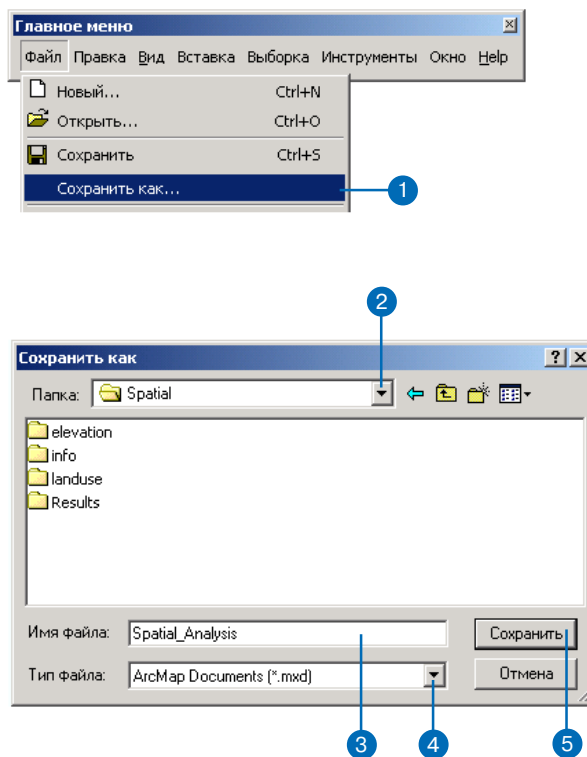 Главное меню
Файл Правка Вид Вставка Выборка Инструменты Окно Help
Новый... Ctrl+N
Открыть... Ctrl+O
Сохранить Ctrl+S
Сохранить как...
1
2
Сохранить как
Папка: Spatial
elevation
info
landuse
Results
Имя файла: Spatial_Analysis Сохранить
Тип файла: ArcMap Documents (*.mxd) Отмена
3 4 5